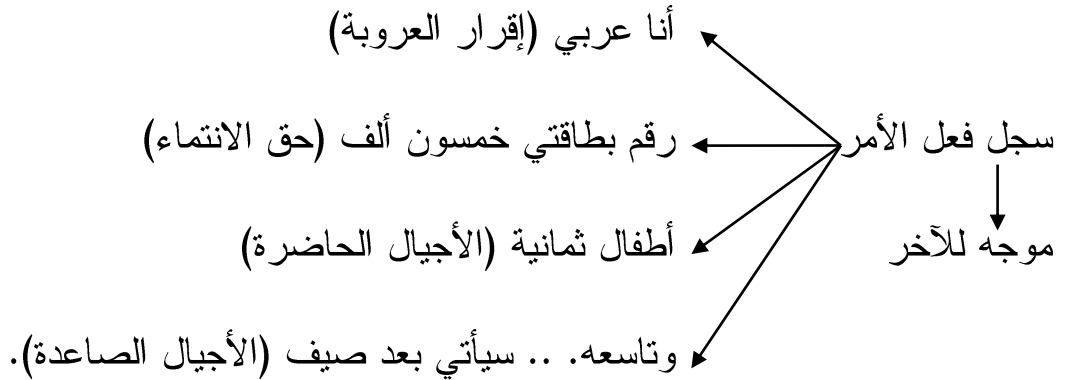 أنا عربي (إقرار العروبة)
سجل فعل الأمر
رقم بطاقتي خمسون ألف (حق الانتماء)
موجه للآخر
أطفال ثمانية (الأجيال الحاضرة)
وتاسعه. .. سيأتي بعد صيف (الأجيال الصاعدة).